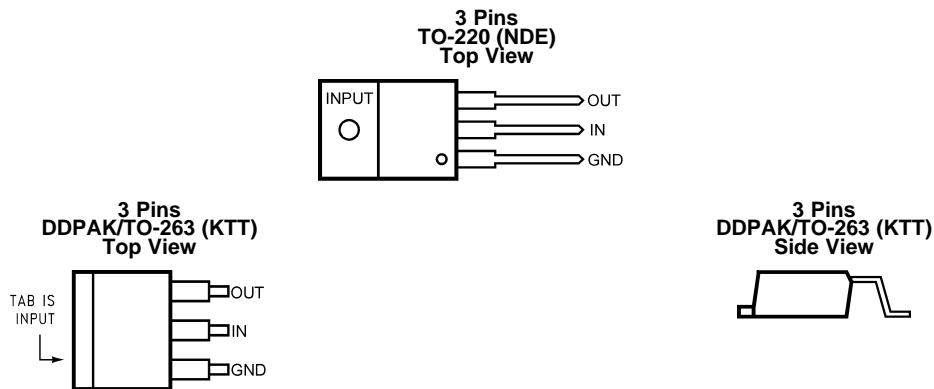 3 Pins
TO-220 (NDE)
Top View
INPUT
OUT
IN
GND
3 Pins
DDPAK/TO-263 (KTT)
Top View
TAB IS
INPUT
OUT
IN
GND
3 Pins
DDPAK/TO-263 (KTT)
Side View